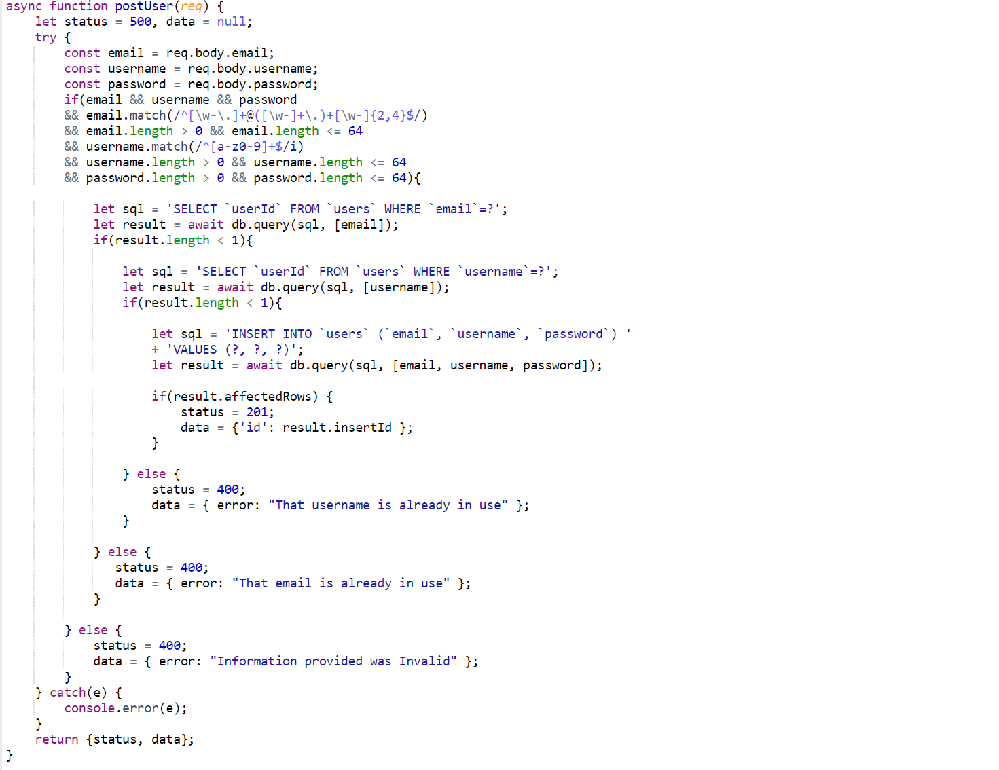 async function postUser(req) {
    let status = 500, data = null;
    try {
        const email = req.body.email;
        const username = req.body.username;
        const password = req.body.password;
        if(email && username && password
        && email.match(/^[\w-\.]+@([\w-]+\.)+[\w-]{2,4}$/)
        && email.length > 0 && email.length <= 64
        && username.match(/^[a-z0-9]+$/i)
        && username.length > 0 && username.length <= 64
        && password.length > 0 && password.length <= 64){

            let sql = 'SELECT `userId` FROM `users` WHERE `email`=?';
            let result = await db.query(sql, [email]);
            if(result.length < 1){

                let sql = 'SELECT `userId` FROM `users` WHERE `username`=?';
                let result = await db.query(sql, [username]);
                if(result.length < 1){

                    let sql = 'INSERT INTO `users` (`email`, `username`, `password`) '
                    + 'VALUES (?, ?, ?)';
                    let result = await db.query(sql, [email, username, password]);

                    if(result.affectedRows) {
                        status = 201;
                        data = {'id': result.insertId };
                    }

                } else {
                    status = 400;
                    data = { error: "That username is already in use" };
                }

            } else {
               status = 400;
               data = { error: "That email is already in use" };
            }

        } else {
            status = 400;
            data = { error: "Information provided was Invalid" };
        }
    } catch(e) {
        console.error(e);
    }
    return {status, data};
}